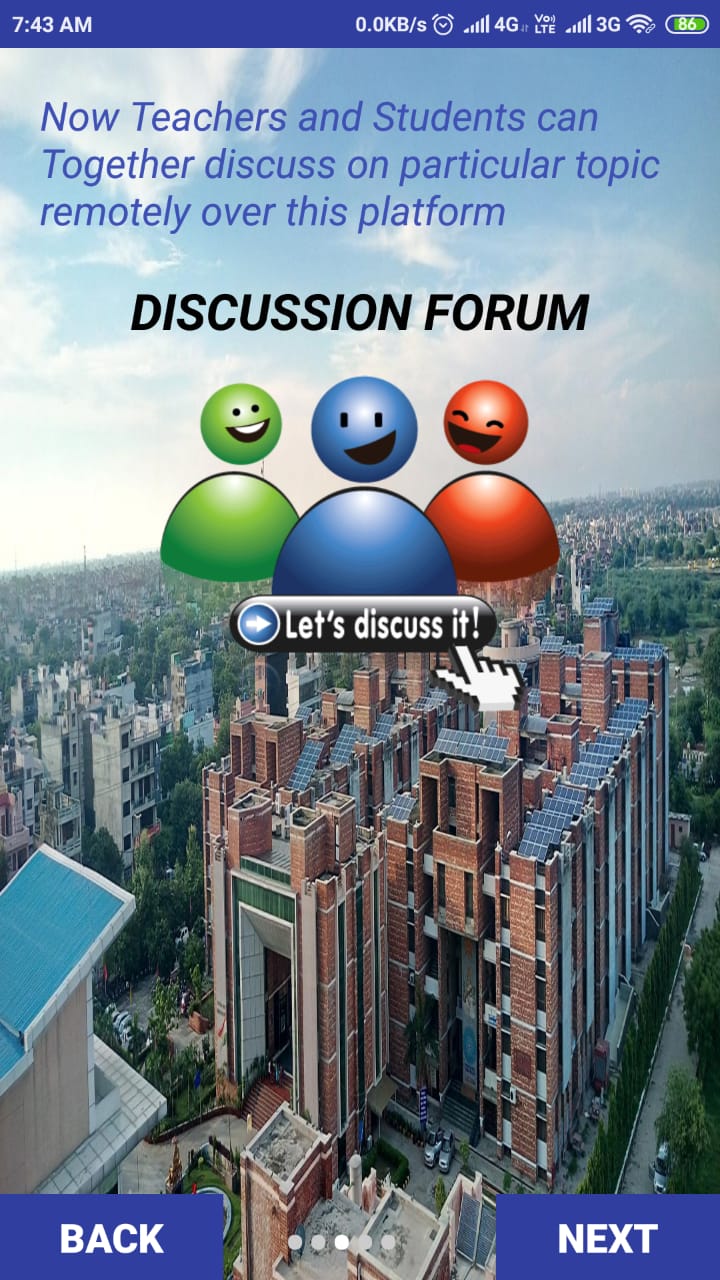 7:43 AM 0.0KB/s 4G Vo) LTE 3G 86
Now Teachers and Students can
Together discuss on particular topic
remotely over this platform
DISCUSSION FORUM
Let's discuss it!
BACK NEXT